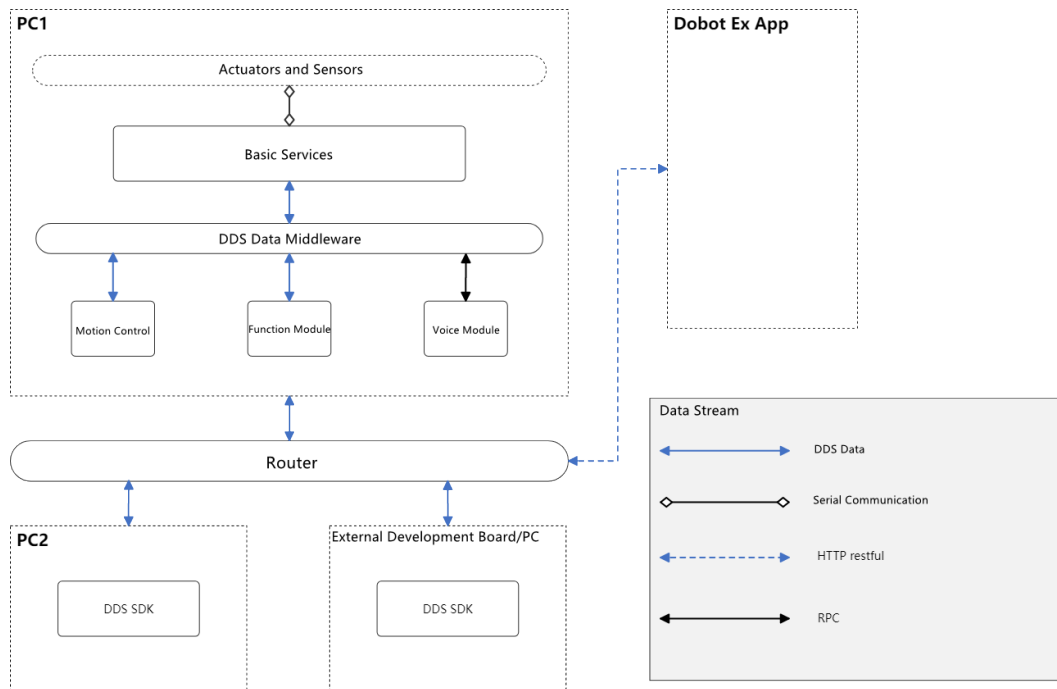 PC1
Actuators and Sensors
Basic Services
DDS Data Middleware
Motion Control
Function Module
Voice Module
Dobot Ex App
Router
PC2
DDS SDK
External Development Board/PC
DDS SDK
Data Stream
DDS Data
Serial Communication
HTTP restful
RPC